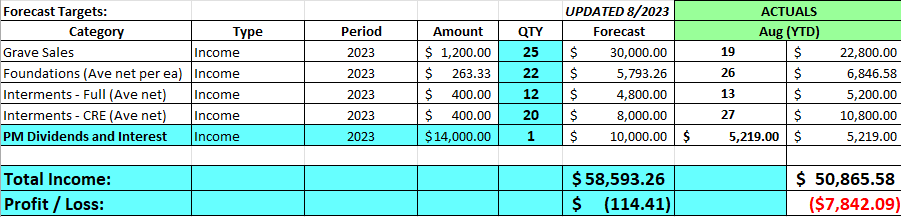 Forecast Targets: UPDATED 8/2023 ACTUALS
Category Type Period Amount QTY Forecast Aug (YTD)
Grave Sales Income 2023 $ 1,200.00 25 $ 30,000.00 19 $ 22,800.00
Foundations (Ave net per ea) Income 2023 $ 263.33 22 $ 5,793.26 26 $ 6,846.58
Interments - Full (Ave net) Income 2023 $ 400.00 12 $ 4,800.00 13 $ 5,200.00
Interments - CRE (Ave net) Income 2023 $ 400.00 20 $ 8,000.00 27 $ 10,800.00
PM Dividends and Interest Income 2023 $14,000.00 1 $ 10,000.00 $ 5,219.00 $ 5,219.00
Total Income: $58,593.26 $ 50,865.58
Profit / Loss: $ (114.41) ($7,842.09)